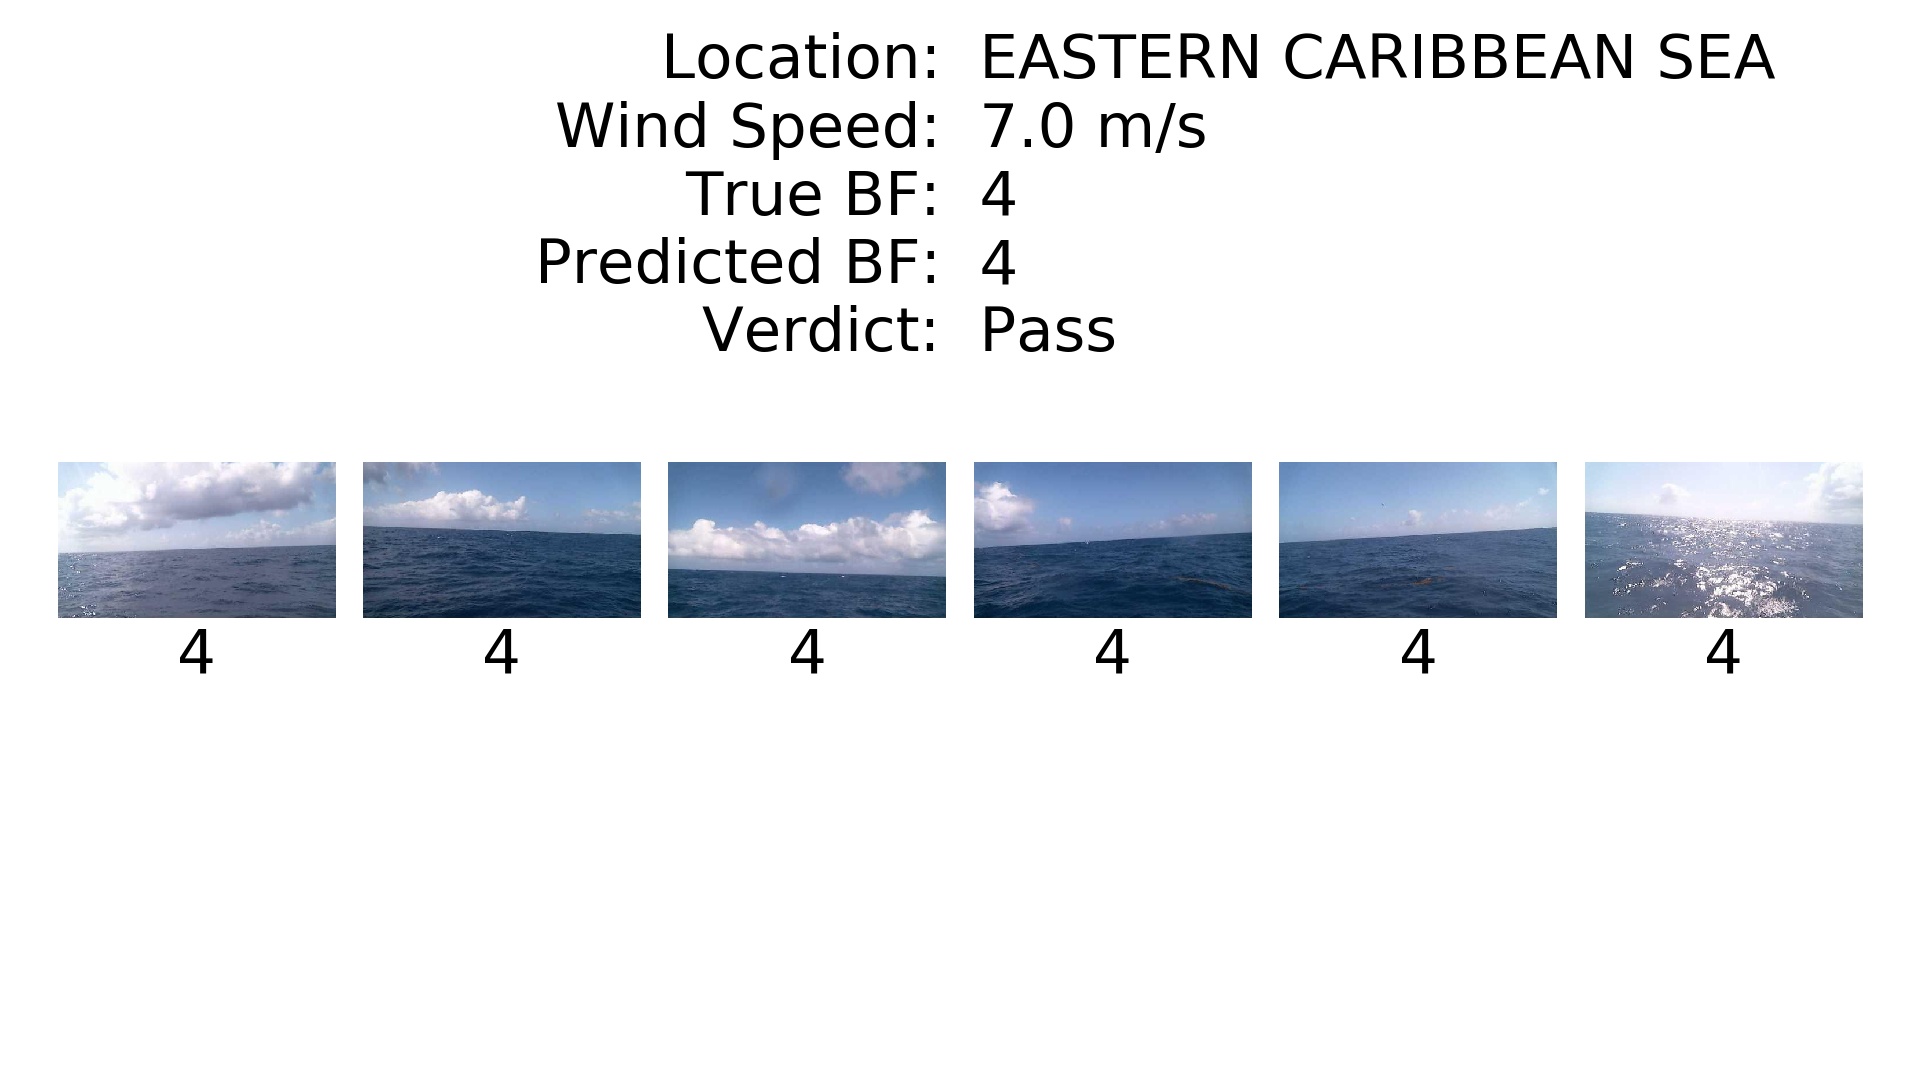 Location: EASTERN CARIBBEAN SEA
Wind Speed: 7.0 m/s
True BF: 4
Predicted BF: 4
Verdict: Pass
4 4 4 4 4 4